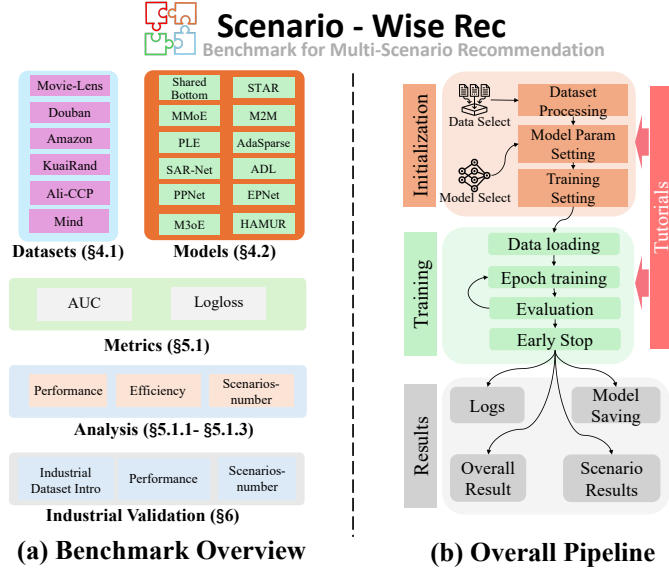 Scenario - Wise Rec
Benchmark for Multi-Scenario Recommendation
Movie-Lens
Douban
Amazon
KuaiRand
Ali-CCP
Mind
Datasets (§4.1)
Shared
Bottom
STAR
MMoE
M2M
PLE
AdaSparse
SAR-Net
ADL
PPNet
EPNet
M3oE
HAMUR
Models (§4.2)
AUC
Logloss
Metrics (§5.1)
Performance
Efficiency
Scenarios-
number
Analysis (§5.1.1- §5.1.3)
Industrial
Dataset Intro
Performance
Scenarios-
number
Industrial Validation (§6)
(a) Benchmark Overview
Initialization
Data Select
Model Select
Dataset
Processing
Model Param
Setting
Training
Setting
Tutorials
Training
Data loading
Epoch training
Evaluation
Early Stop
Results
Logs
Model
Saving
Overall
Result
Scenario
Results
(b) Overall Pipeline